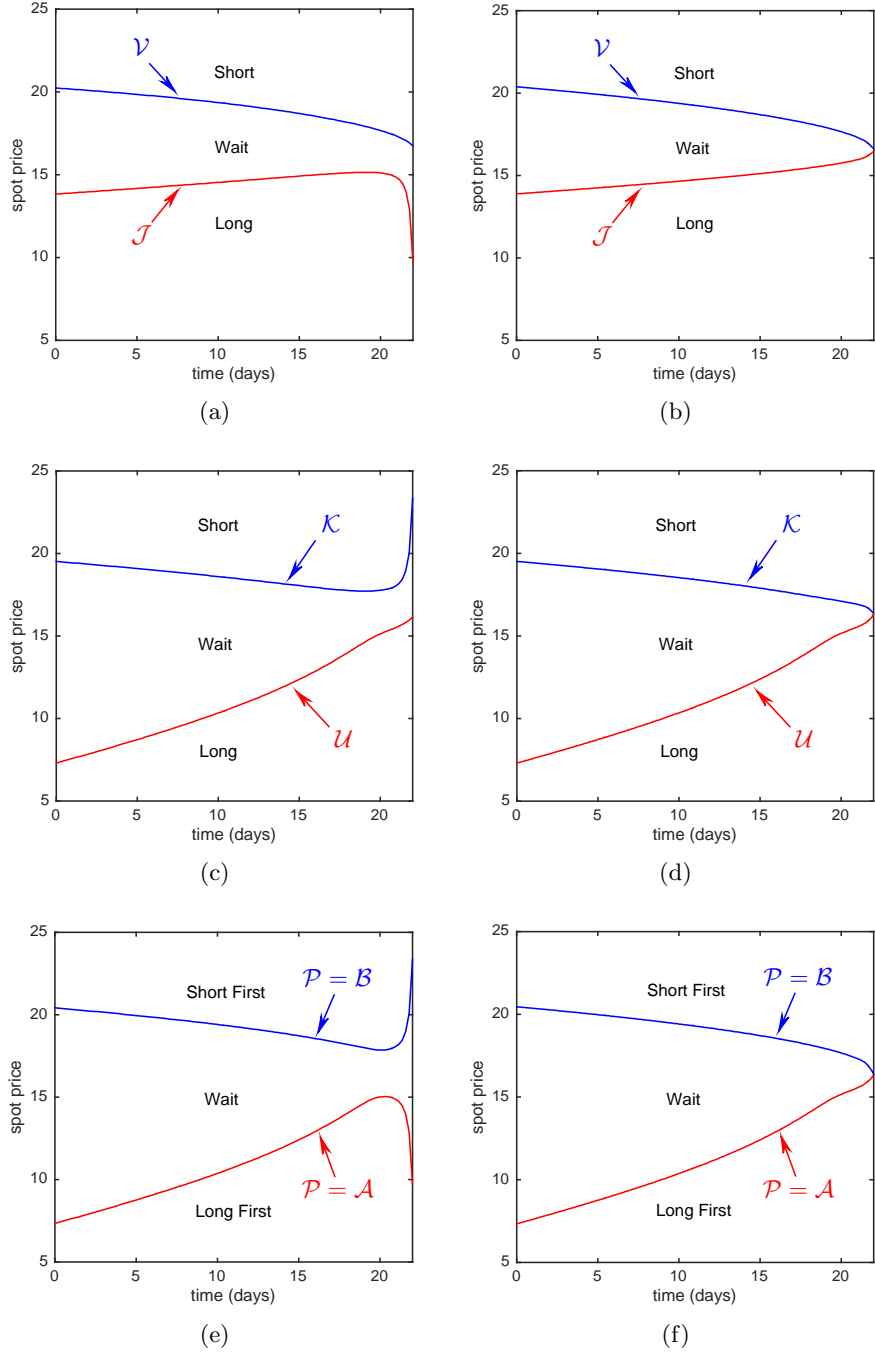 25
20
15
10
5
spot price
𝒱
Short
Wait
𝒥
Long
0 5 10 15 20
time (days)
(a)
25
20
15
10
5
spot price
𝒱
Short
Wait
𝒥
Long
0 5 10 15 20
time (days)
(b)
25
20
15
10
5
spot price
Short
𝒦
Wait
𝒰
Long
0 5 10 15 20
time (days)
(c)
25
20
15
10
5
spot price
Short
𝒦
Wait
𝒰
Long
0 5 10 15 20
time (days)
(d)
25
20
15
10
5
spot price
𝒫 = ℬ
Short First
Wait
𝒫 = 𝒜
Long First
0 5 10 15 20
time (days)
(e)
25
20
15
10
5
spot price
𝒫 = ℬ
Short First
Wait
𝒫 = 𝒜
Long First
0 5 10 15 20
time (days)
(f)